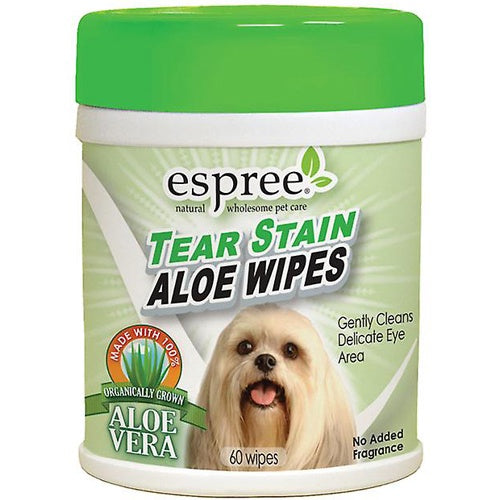 espree®
natural wholesome pet care
TEAR STAIN
ALOE WIPES
Gently Cleans
Delicate Eye
Area
MADE WITH 100%
ORGANICALLY GROWN
ALOE
VERA
60 wipes
No Added
Fragrance